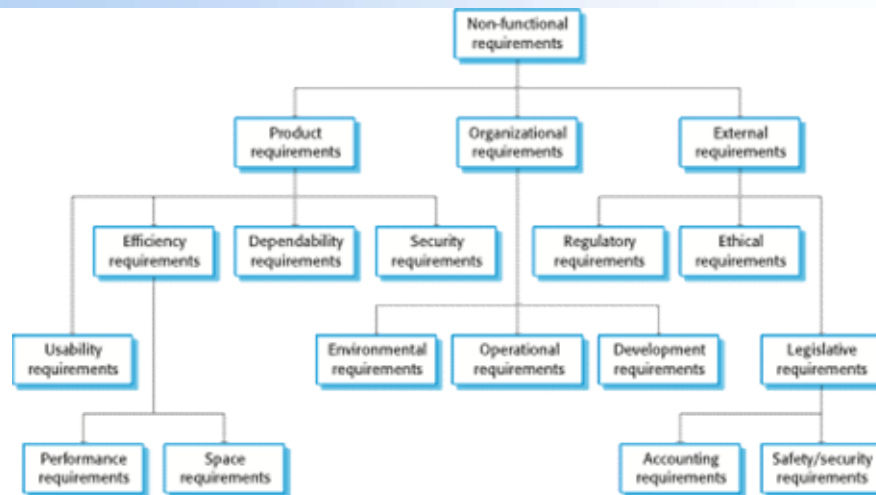 Non-functional
requirements
Product
requirements
Organizational
requirements
External
requirements
Efficiency
requirements
Dependability
requirements
Security
requirements
Regulatory
requirements
Ethical
requirements
Usability
requirements
Environmental
requirements
Operational
requirements
Development
requirements
Legislative
requirements
Performance
requirements
Space
requirements
Accounting
requirements
Safety/security
requirements